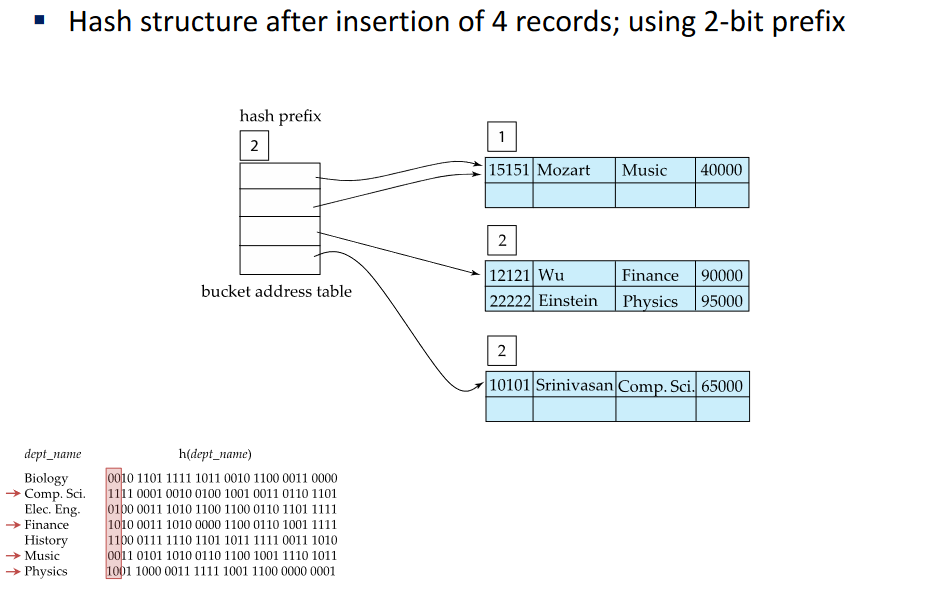 ▪ Hash structure after insertion of 4 records; using 2-bit prefix
hash prefix
2
bucket address table
1
15151 Mozart Music 40000
2
12121 Wu Finance 90000
22222 Einstein Physics 95000
2
10101 Srinivasan Comp. Sci. 65000
dept_name h(dept_name)
Biology 0010 1101 1111 1011 0010 1100 0011 0000
Comp. Sci. 1111 0001 0010 0100 1001 0011 0110 1101
Elec. Eng. 0100 0011 1010 1100 1100 0110 1101 1111
Finance 1010 0011 1010 0000 1100 0110 1001 1111
History 1100 0111 1110 1101 1011 1111 0011 1010
Music 0011 0101 1010 0110 1100 1001 1110 1011
Physics 1001 1000 0011 1111 1001 1100 0000 0001